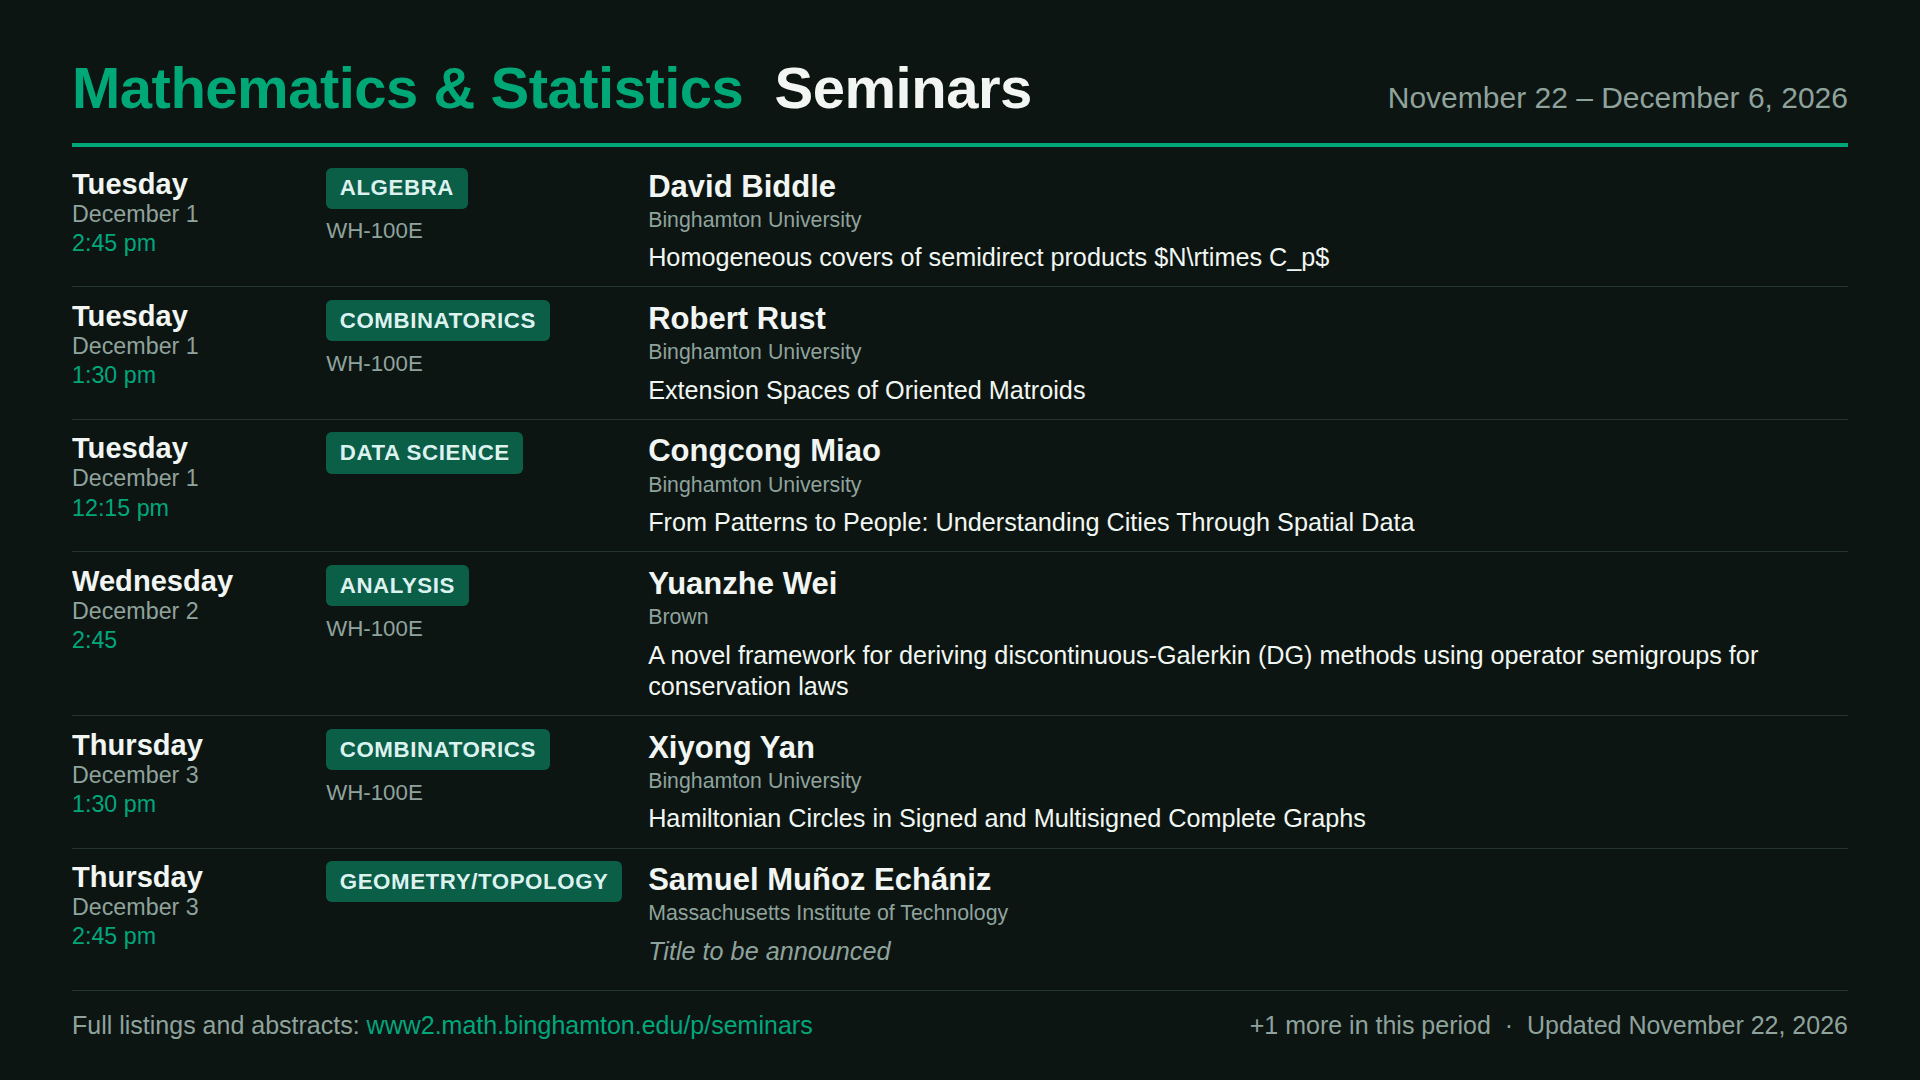 Mathematics & Statistics Seminars
November 22 – December 6, 2026
Tuesday
December 1
2:45 pm
ALGEBRA
WH-100E
David Biddle
Binghamton University
Homogeneous covers of semidirect products $N\rtimes C_p$
Tuesday
December 1
1:30 pm
COMBINATORICS
WH-100E
Robert Rust
Binghamton University
Extension Spaces of Oriented Matroids
Tuesday
December 1
12:15 pm
DATA SCIENCE
Congcong Miao
Binghamton University
From Patterns to People: Understanding Cities Through Spatial Data
Wednesday
December 2
2:45
ANALYSIS
WH-100E
Yuanzhe Wei
Brown
A novel framework for deriving discontinuous-Galerkin (DG) methods using operator semigroups for
conservation laws
Thursday
December 3
1:30 pm
COMBINATORICS
WH-100E
Xiyong Yan
Binghamton University
Hamiltonian Circles in Signed and Multisigned Complete Graphs
Thursday
December 3
2:45 pm
GEOMETRY/TOPOLOGY
Samuel Muñoz Echániz
Massachusetts Institute of Technology
Title to be announced
Full listings and abstracts: www2.math.binghamton.edu/p/seminars
+1 more in this period · Updated November 22, 2026